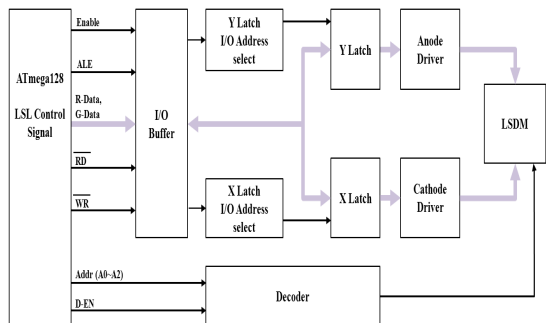 ATmega128
LSL Control
Signal
Enable
ALE
R-Data,
G-Data
RD
WR
Addr (A0~A2)
D-EN
I/O
Buffer
Y Latch
I/O Address
select
X Latch
I/O Address
select
Y Latch
X Latch
Anode
Driver
Cathode
Driver
LSDM
Decoder